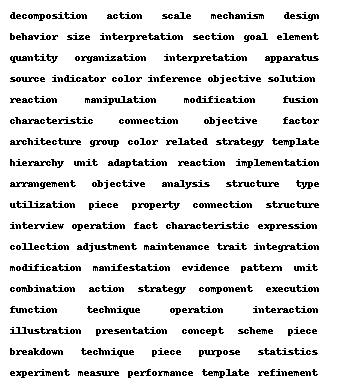 decomposition action scale mechanism design
behavior size interpretation section goal element
quantity organization interpretation apparatus
source indicator color inference objective solution
reaction manipulation modification fusion
characteristic connection objective factor
architecture group color related strategy template
hierarchy unit adaptation reaction implementation
arrangement objective analysis structure type
utilization piece property connection structure
interview operation fact characteristic expression
collection adjustment maintenance trait integration
modification manifestation evidence pattern unit
combination action strategy component execution
function technique operation interaction
illustration presentation concept scheme piece
breakdown technique piece purpose statistics
experiment measure performance template refinement